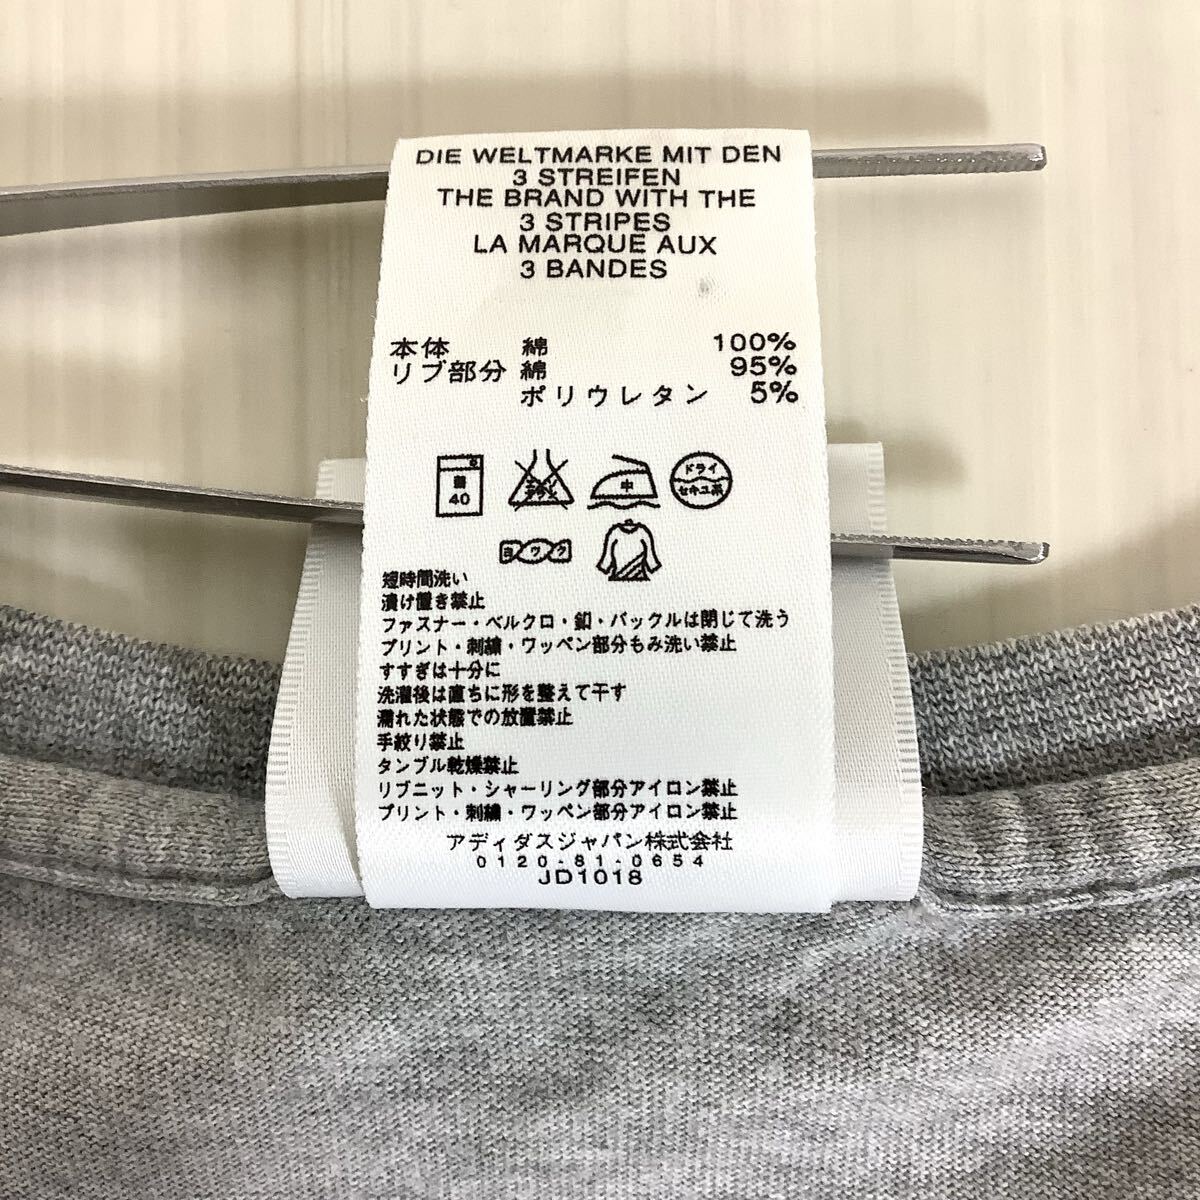 DIE WELTMARKE MIT DEN
3 STREIFEN
THE BRAND WITH THE
3 STRIPES
LA MARQUE AUX
3 BANDES
本体 綿 100%
リブ部分 綿 95%
ポリウレタン 5%
40
中
ドライ
セキユ系
ヨワク
短時間洗い
漬け置き禁止
ファスナー・ベルクロ・釦・バックルは閉じて洗う
プリント・刺繍・ワッペン部分もみ洗い禁止
すすぎは十分に
洗濯後は直ちに形を整えて干す
濡れた状態での放置禁止
手絞り禁止
タンブル乾燥禁止
リブニット・シャーリング部分アイロン禁止
プリント・刺繍・ワッペン部分アイロン禁止
アディダスジャパン株式会社
0120-81-0654
JD1018